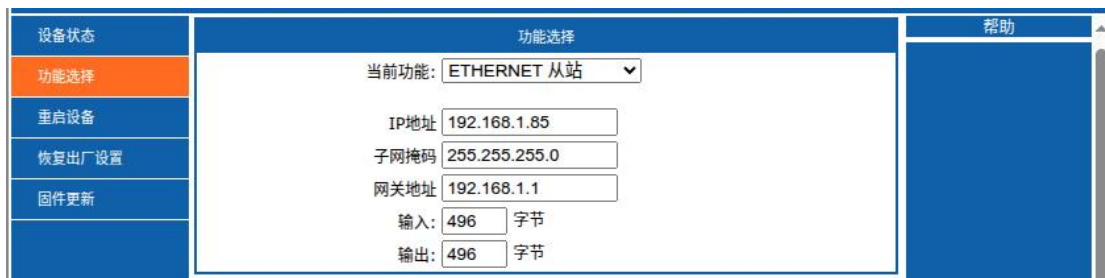 设备状态
功能选择
重启设备
恢复出厂设置
固件更新
功能选择
当前功能: ETHERNET 从站
IP地址 192.168.1.85
子网掩码 255.255.255.0
网关地址 192.168.1.1
输入: 496 字节
输出: 496 字节
帮助